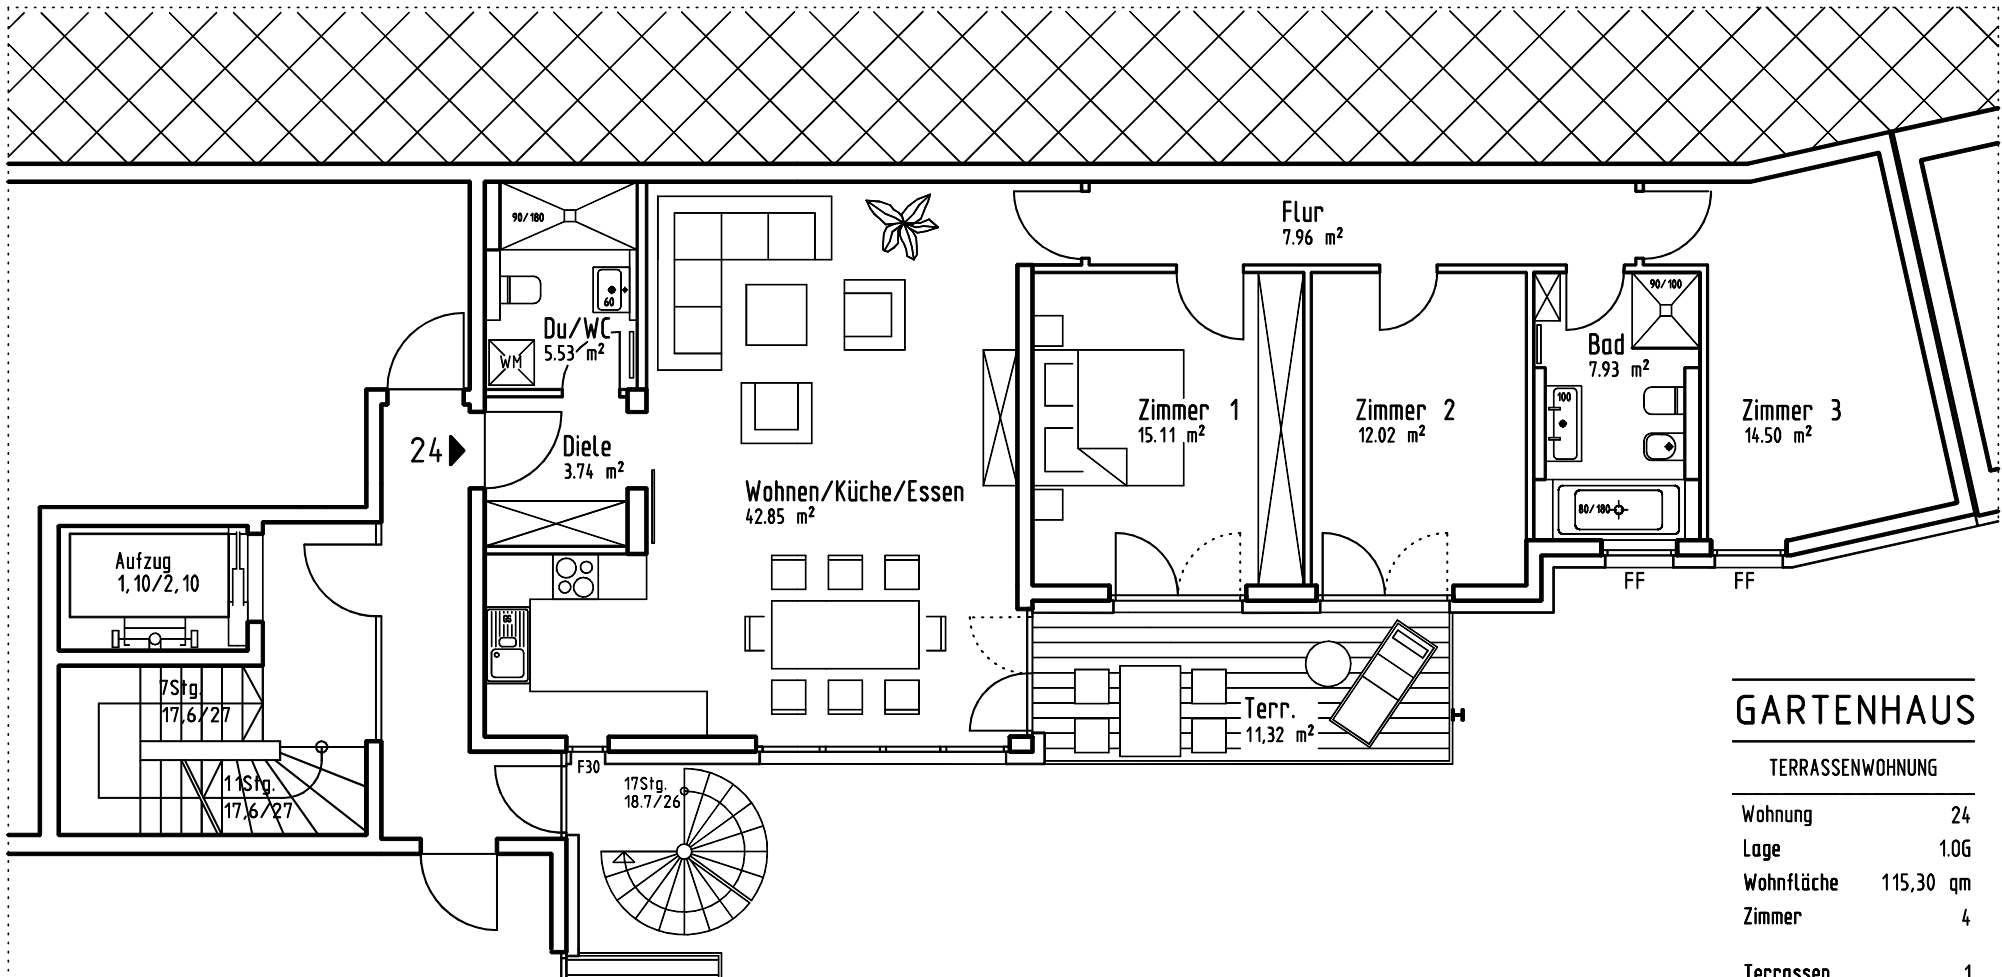 90/180
Flur
7.96 m²
60
90/100
Du/WC
5.53 m²
WM
Bad
7.93 m²
100
24
Diele
3.74 m²
Zimmer 1
15.11 m²
Zimmer 2
12.02 m²
Zimmer 3
14.50 m²
Wohnen/Küche/Essen
42.85 m²
80/180
Aufzug
1,10/2,10
FF
FF
GS
7Stg.
17,6/27
Terr.
11,32 m²
F30
17Stg.
18.7/26
11Stg.
17,6/27
GARTENHAUS
TERRASSENWOHNUNG
Wohnung 24
Lage 1.OG
Wohnfläche 115,30 qm
Zimmer 4
Terrassen 1